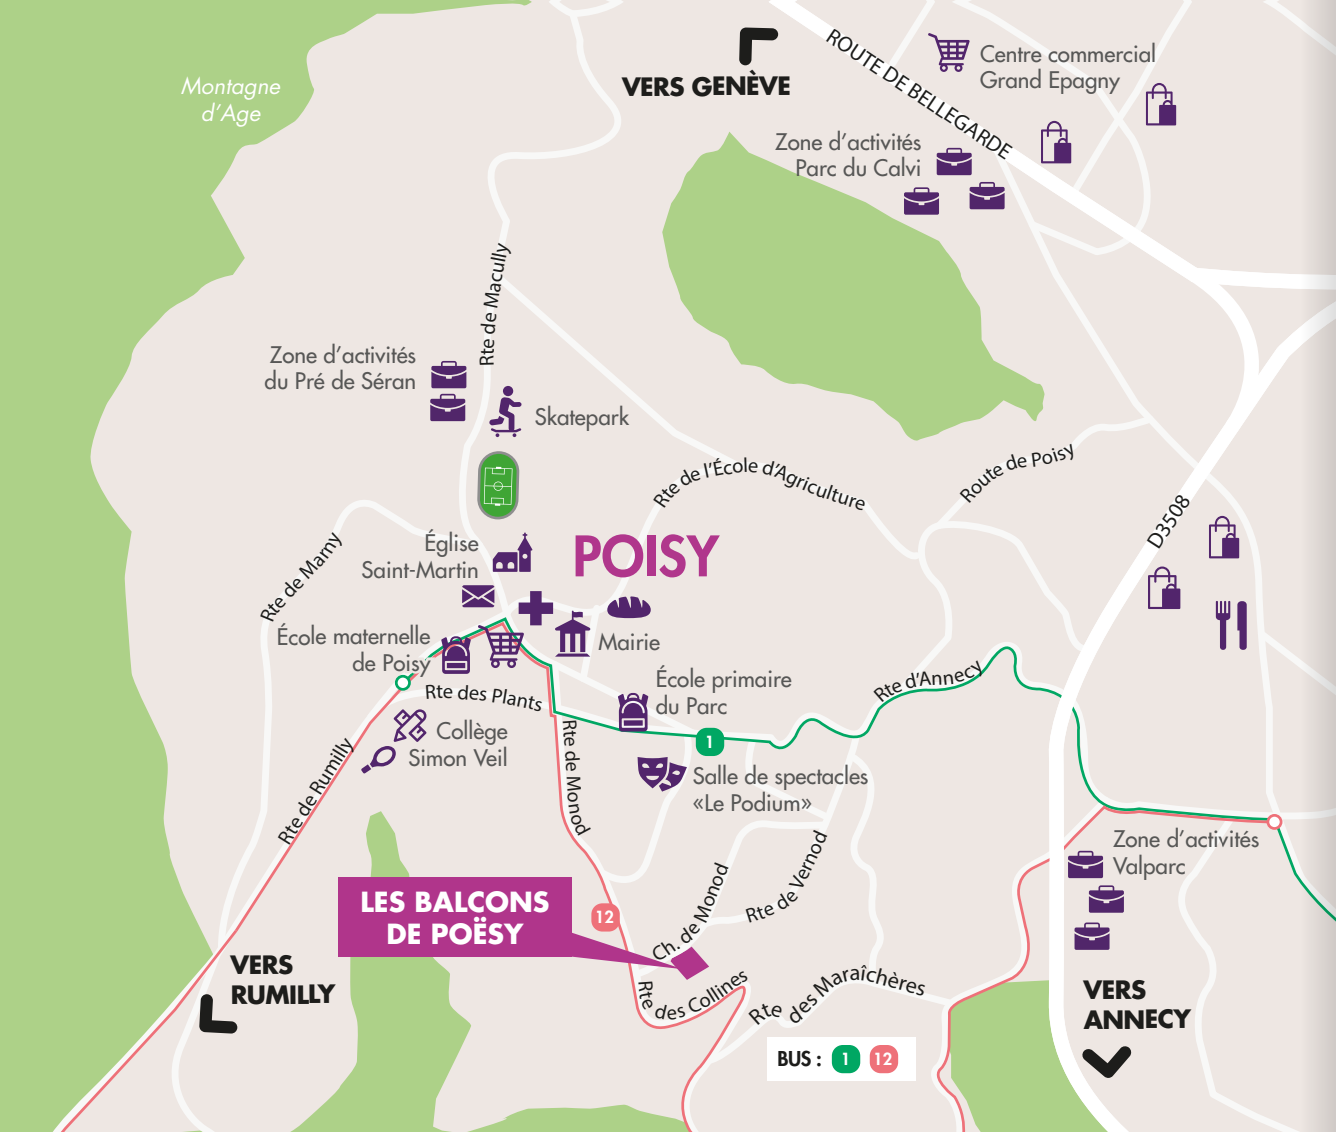 Montagne
d'Age
VERS GENÈVE
ROUTE DE BELLEGARDE
Centre commercial
Grand Epagny
Zone d'activités
Parc du Calvi
Rte de Macully
Zone d'activités
du Pré de Séran
Skatepark
Rte de l'École d'Agriculture
Route de Poisy
D3508
Rte de Marny
Église
Saint-Martin
POISY
École maternelle
de Poisy
Mairie
Rte des Plants
École primaire
du Parc
Rte d'Annecy
Collège
Simon Veil
1
Rte de Rumilly
Rte de Monod
Salle de spectacles
«Le Podium»
Zone d'activités
Valparc
Ch. de Monod
Rte de Vernod
LES BALCONS
DE POËSY
12
VERS
RUMILLY
Rte des Collines
Rte des Maraîchères
VERS
ANNECY
BUS : 1 12